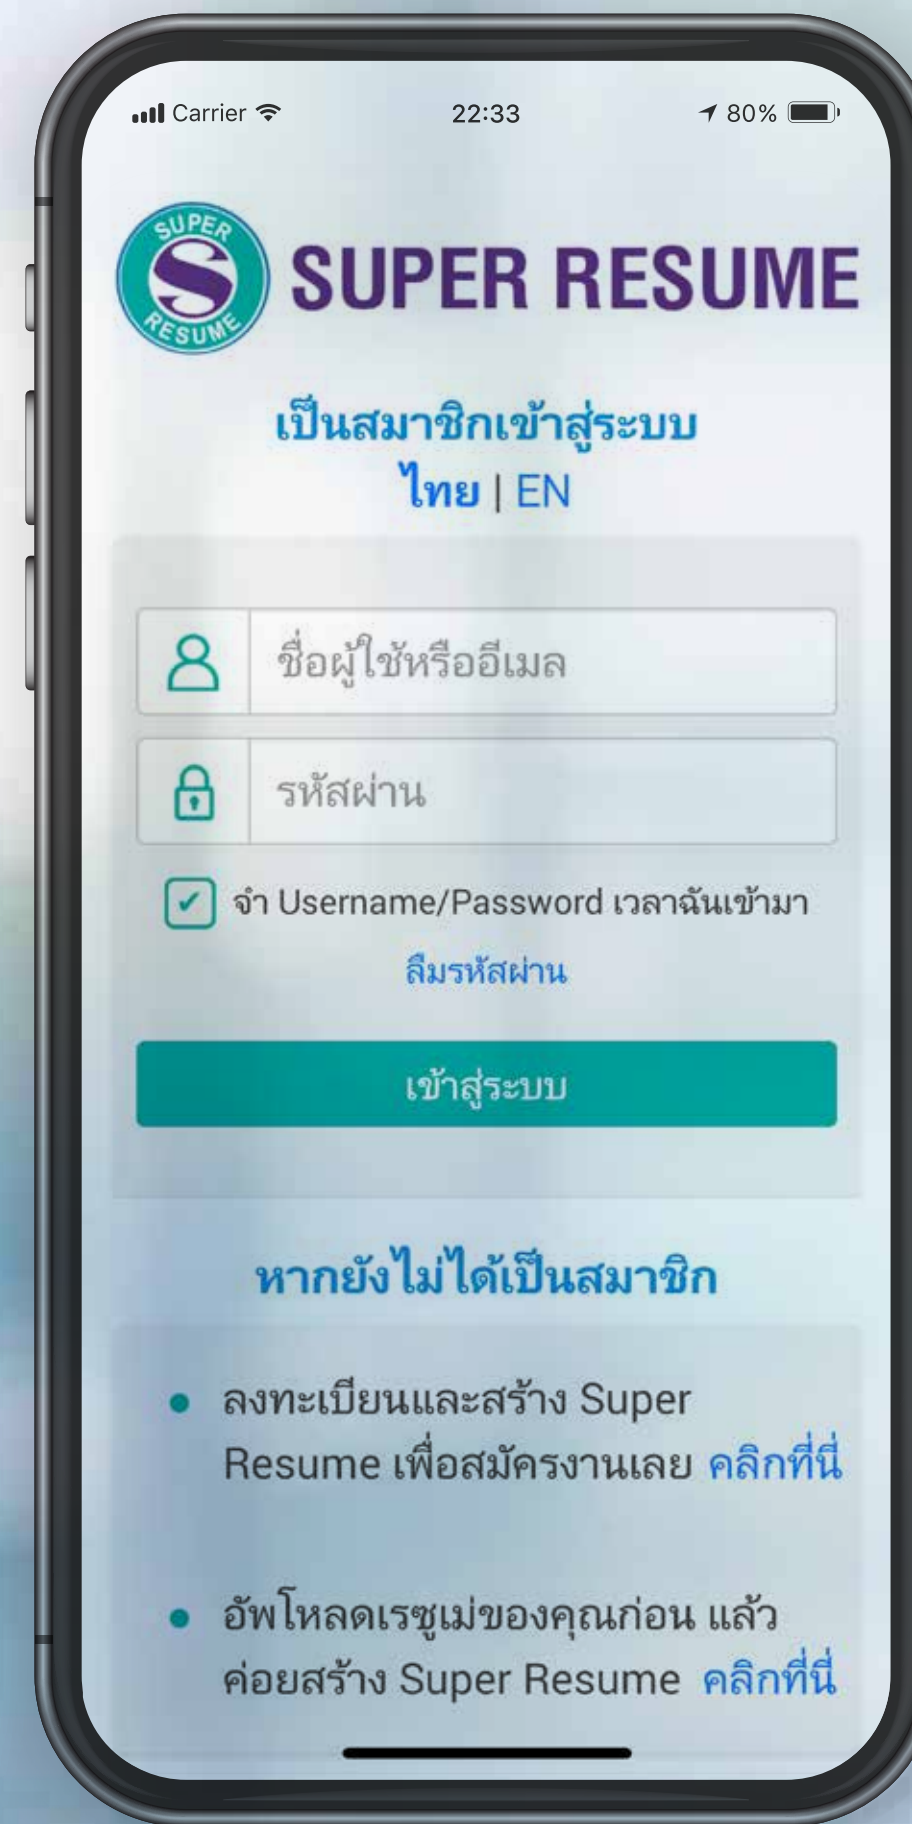 Carrier 22:33 80%
SUPER
S
RESUME
SUPER RESUME
เป็นสมาชิกเข้าสู่ระบบ
ไทย | EN
ชื่อผู้ใช้หรืออีเมล
รหัสผ่าน
จำ Username/Password เวลาฉันเข้ามา
ลืมรหัสผ่าน
เข้าสู่ระบบ
หากยังไม่ได้เป็นสมาชิก
ลงทะเบียนและสร้าง Super
Resume เพื่อสมัครงานเลย คลิกที่นี่
อัพโหลดเรซูเม่ของคุณก่อน แล้ว
ค่อยสร้าง Super Resume คลิกที่นี่